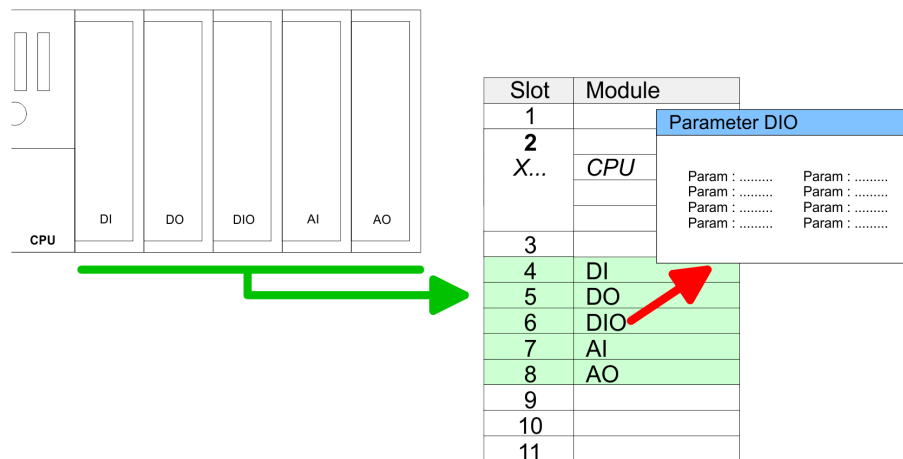 DI DO DIO AI AO
CPU
Slot Module
1
2
X... CPU
3
4 DI
5 DO
6 DIO
7 AI
8 AO
9
10
11
Parameter DIO
Param : ......... Param : .........
Param : ......... Param : .........
Param : ......... Param : .........
Param : ......... Param : .........